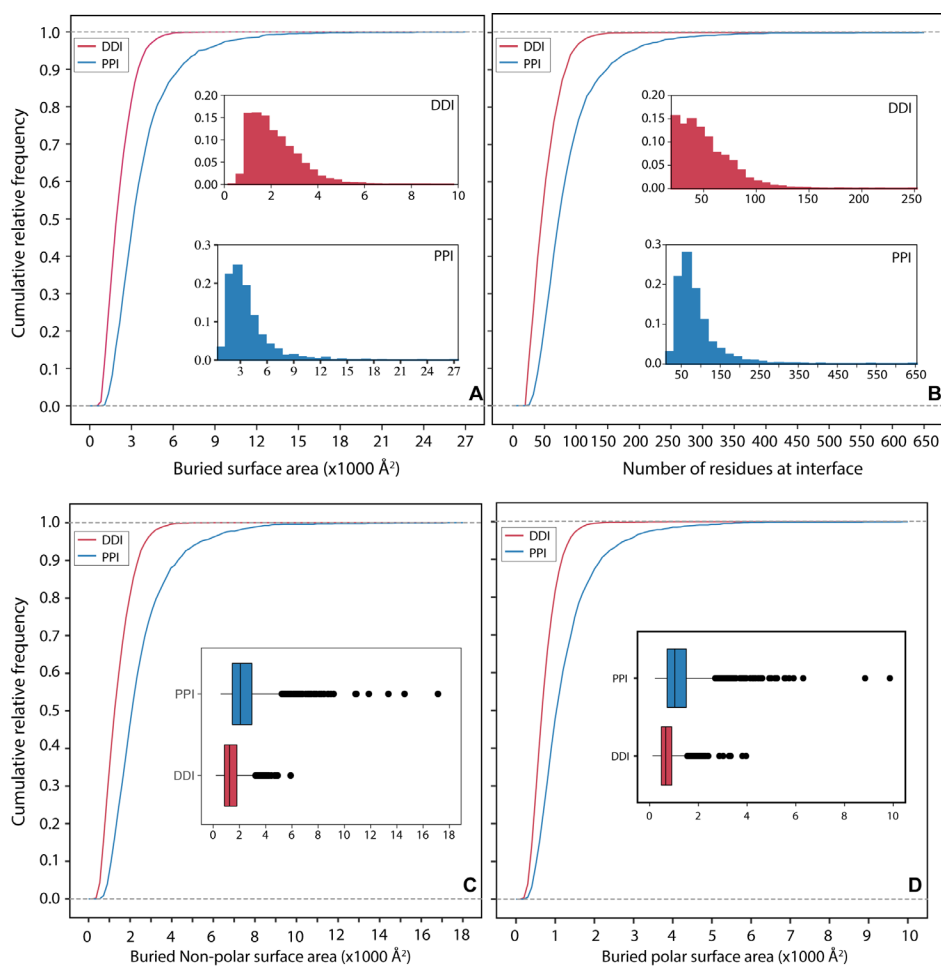 1.0
0.9
0.8
0.7
0.6
0.5
0.4
0.3
0.2
0.1
0.0
Cumulative relative frequency
DDI
PPI
0.20
0.15
0.10
0.05
0.00
DDI
0 2 4 6 8 10
0.3
0.2
0.1
0.0
PPI
3 6 9 12 15 18 21 24 27
A
0 3 6 9 12 15 18 21 24 27
Buried surface area (x1000 Å²)
DDI
PPI
0.20
0.15
0.10
0.05
0.00
DDI
50 100 150 200 250
0.3
0.2
0.1
0.0
PPI
50 150 250 350 450 550 650
B
0 50 100 150 200 250 300 350 400 450 500 550 600 650
Number of residues at interface
1.0
0.9
0.8
0.7
0.6
0.5
0.4
0.3
0.2
0.1
0.0
Cumulative relative frequency
DDI
PPI
PPI
DDI
0 2 4 6 8 10 12 14 16 18
C
0 2 4 6 8 10 12 14 16 18
Buried Non-polar surface area (x1000 Å²)
DDI
PPI
PPI
DDI
0 2 4 6 8 10
D
0 1 2 3 4 5 6 7 8 9 10
Buried polar surface area (x1000 Å²)